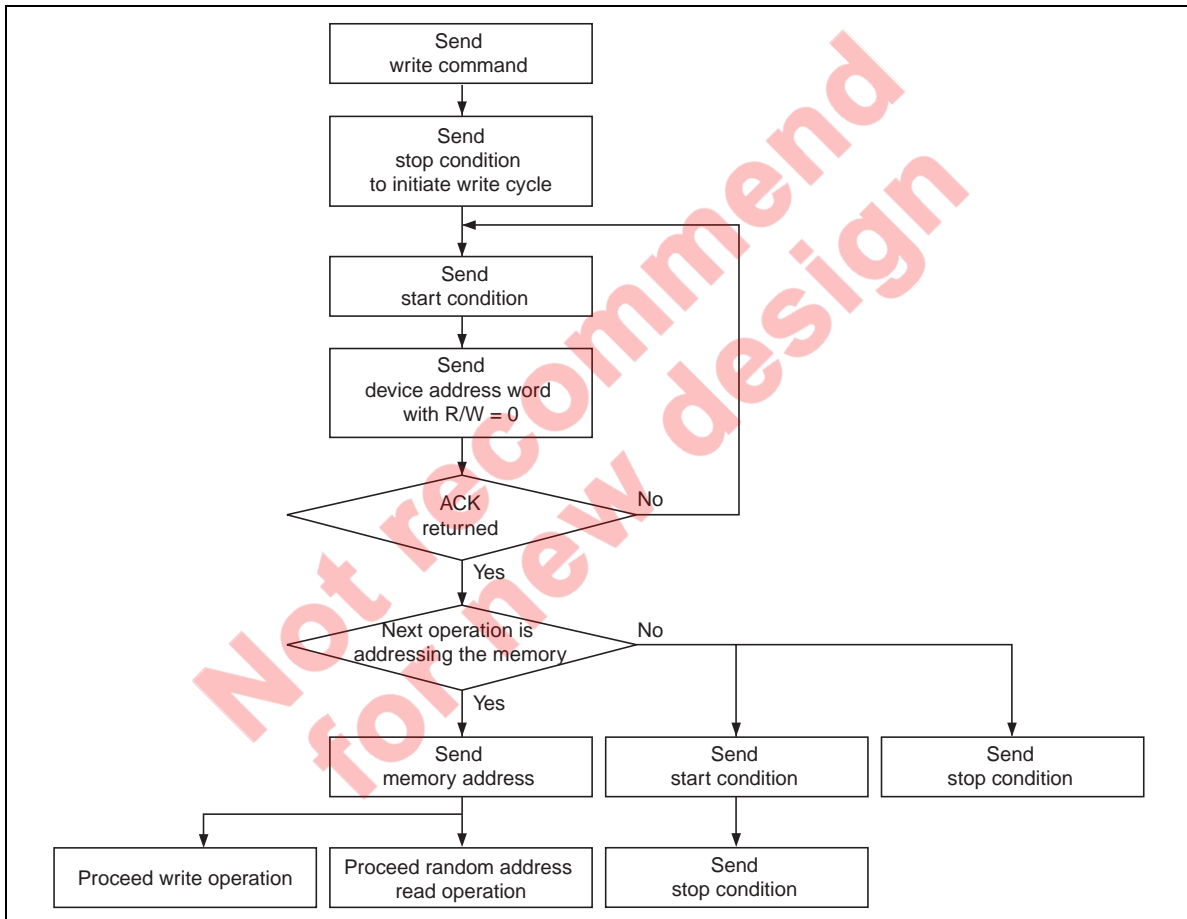 Send
write command
Send
stop condition
to initiate write cycle
Send
start condition
Send
device address word
with R/W = 0
ACK
returned
No
Yes
Next operation is
addressing the memory
No
Yes
Send
memory address
Send
start condition
Send
stop condition
Proceed write operation
Proceed random address
read operation
Send
stop condition
Not recommend
for new design